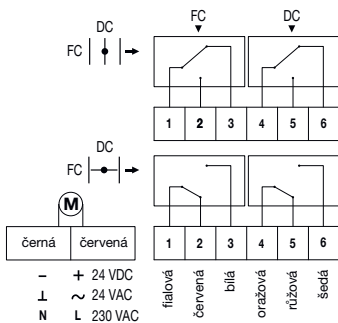 DC
FC
FC DC
1 2 3 4 5 6
DC
FC
M
1 2 3 4 5 6
černá červená
– + 24 VDC
⊥ ~ 24 VAC
N L 230 VAC
fialová
červená
bílá
oražová
růžová
šedá